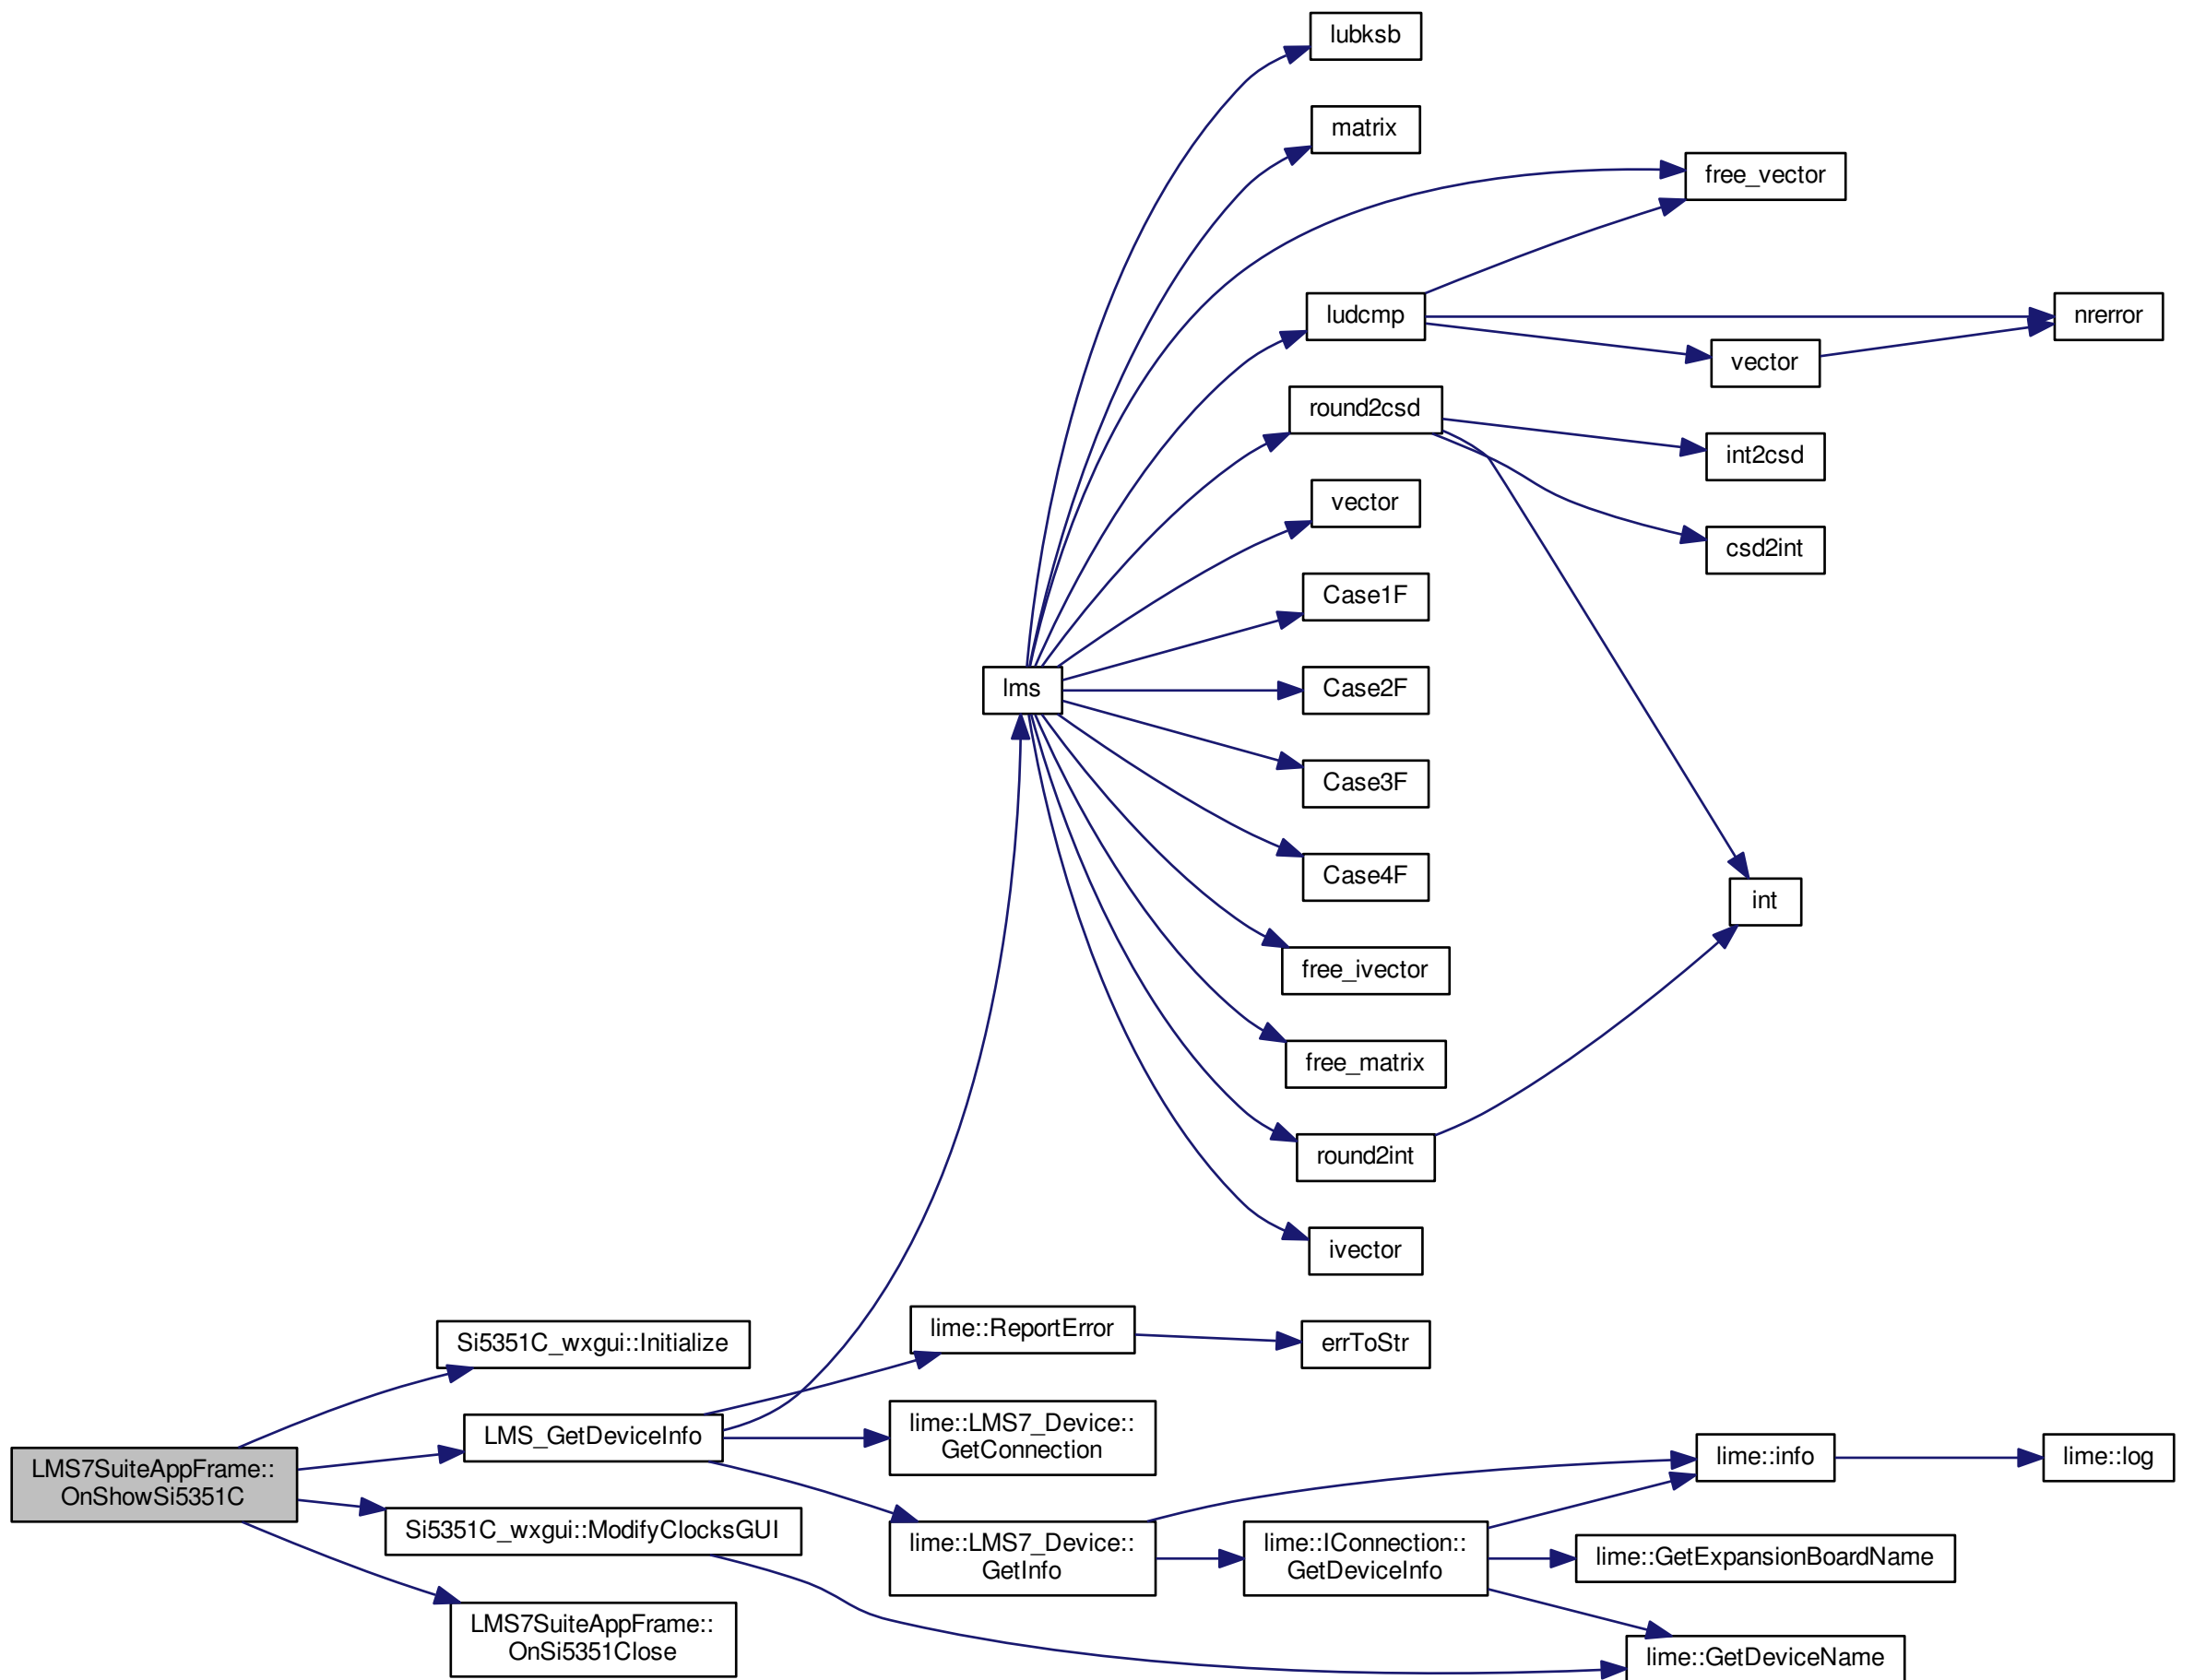 lubksb
matrix
free_vector
ludcmp
nrerror
vector
round2csd
int2csd
vector
csd2int
Case1F
lms
Case2F
Case3F
Case4F
int
free_ivector
free_matrix
round2int
ivector
Si5351C_wxgui::Initialize
lime::ReportError
errToStr
LMS_GetDeviceInfo
lime::LMS7_Device::
GetConnection
lime::info
lime::log
LMS7SuiteAppFrame::
OnShowSi5351C
Si5351C_wxgui::ModifyClocksGUI
lime::LMS7_Device::
GetInfo
lime::IConnection::
GetDeviceInfo
lime::GetExpansionBoardName
LMS7SuiteAppFrame::
OnSi5351Close
lime::GetDeviceName